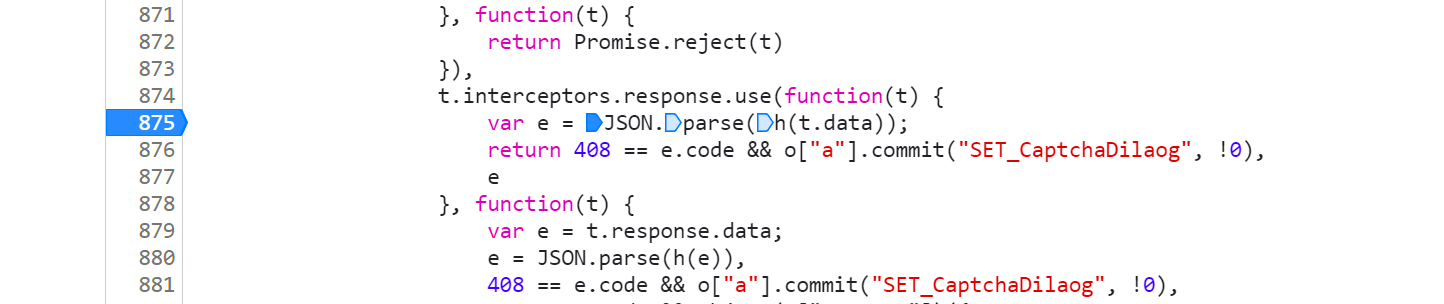 871 }, function(t) {
872 return Promise.reject(t)
873 }),
874 t.interceptors.response.use(function(t) {
875 var e = JSON.parse(h(t.data));
876 return 408 == e.code && o["a"].commit("SET_CaptchaDilaog", !0),
877 e
878 }, function(t) {
879 var e = t.response.data;
880 e = JSON.parse(h(e)),
881 408 == e.code && o["a"].commit("SET_CaptchaDilaog", !0),